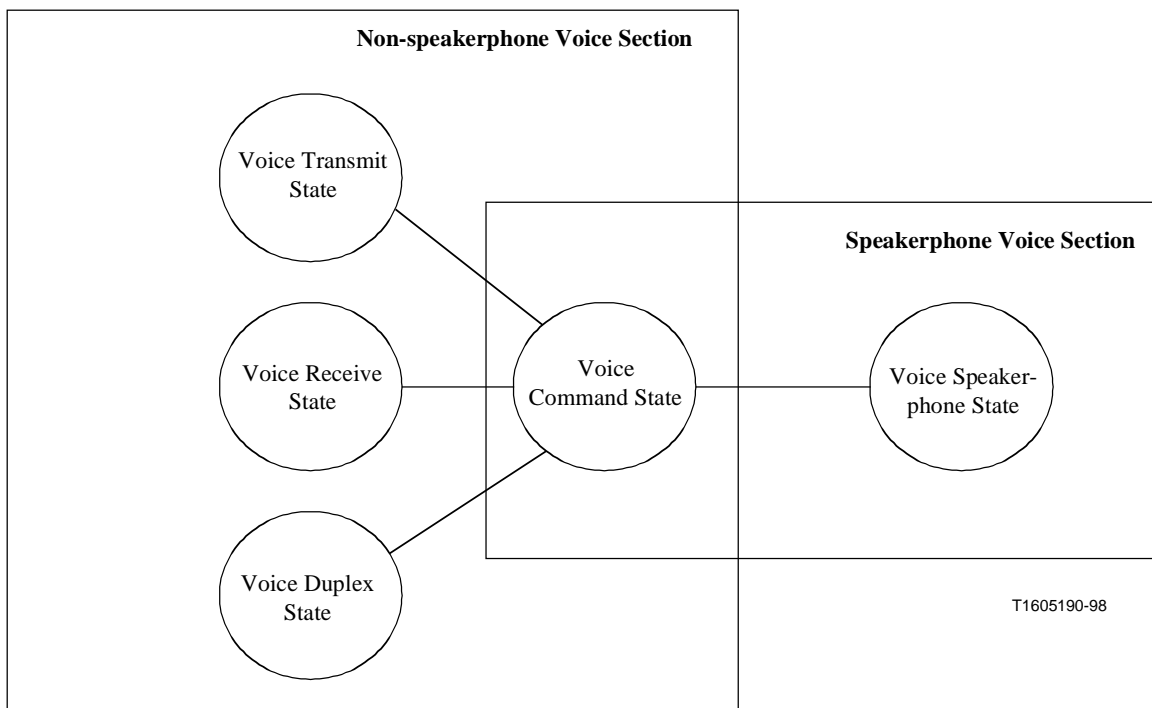 Non-speakerphone Voice Section
Voice Transmit
State
Speakerphone Voice Section
Voice Receive
State
Voice
Command State
Voice Speaker-
phone State
Voice Duplex
State
T1605190-98